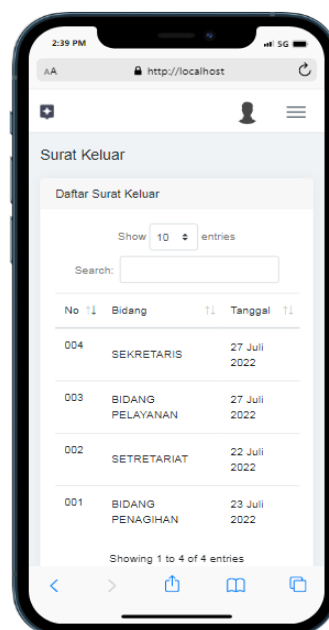 2:39 PM 5G
AA http://localhost
Surat Keluar
Daftar Surat Keluar
Show 10 entries
Search:
No Bidang Tanggal
004 SEKRETARIS 27 Juli
2022
003 BIDANG
PELAYANAN 27 Juli
2022
002 SETRETARIAT 22 Juli
2022
001 BIDANG
PENAGIHAN 23 Juli
2022
Showing 1 to 4 of 4 entries